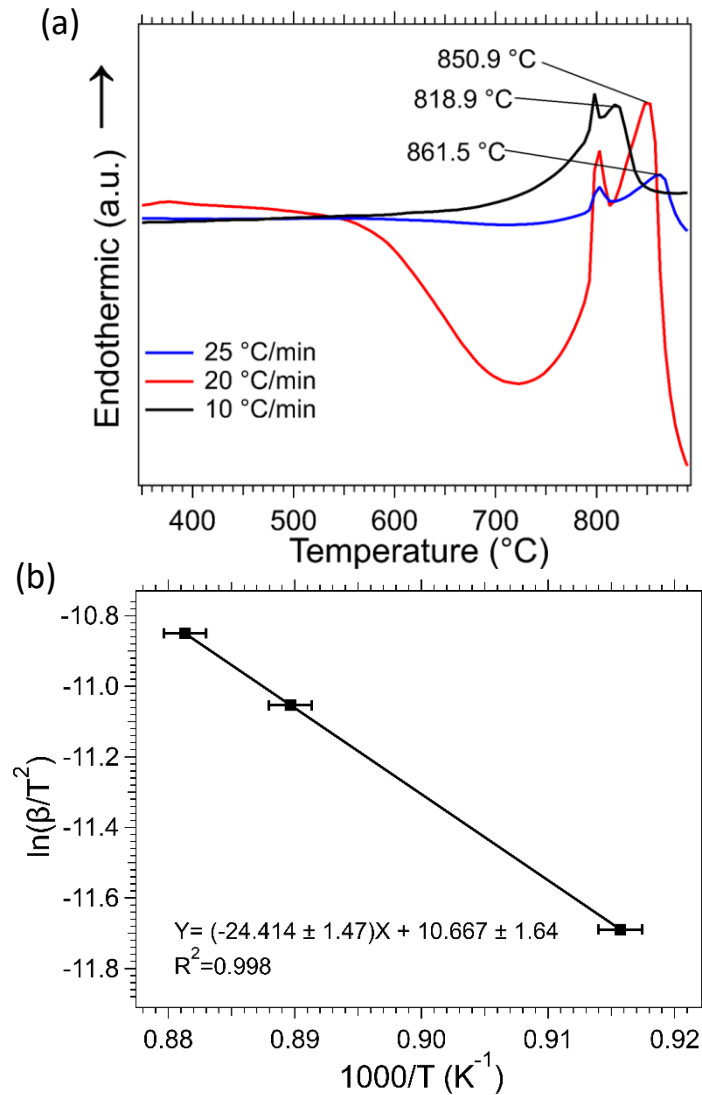 (a)
850.9 °C
818.9 °C
861.5 °C
Endothermic (a.u.)
25 °C/min
20 °C/min
10 °C/min
400 500 600 700 800
Temperature (°C)
(b)
-10.8
-11.0
-11.2
-11.4
-11.6
-11.8
ln(β/T²)
Y= (-24.414 ± 1.47)X + 10.667 ± 1.64
R²=0.998
0.88 0.89 0.90 0.91 0.92
1000/T (K⁻¹)